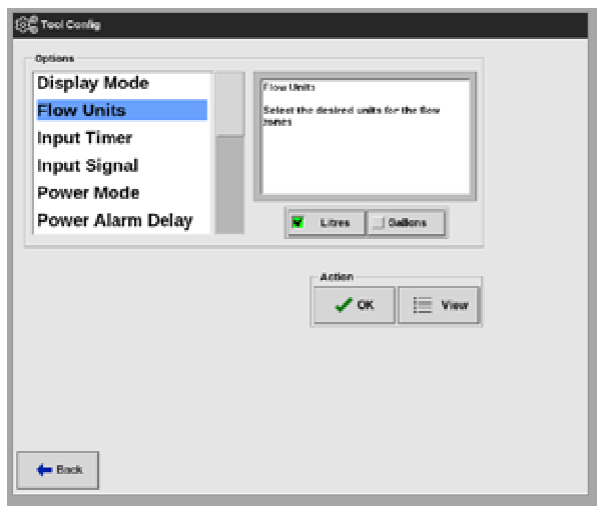 Tool Config
Options
Display Mode
Flow Units
Input Timer
Input Signal
Power Mode
Power Alarm Delay
Flow Units
Select the desired units for the flow
zones
Litres
Gallons
Action
OK
View
Back